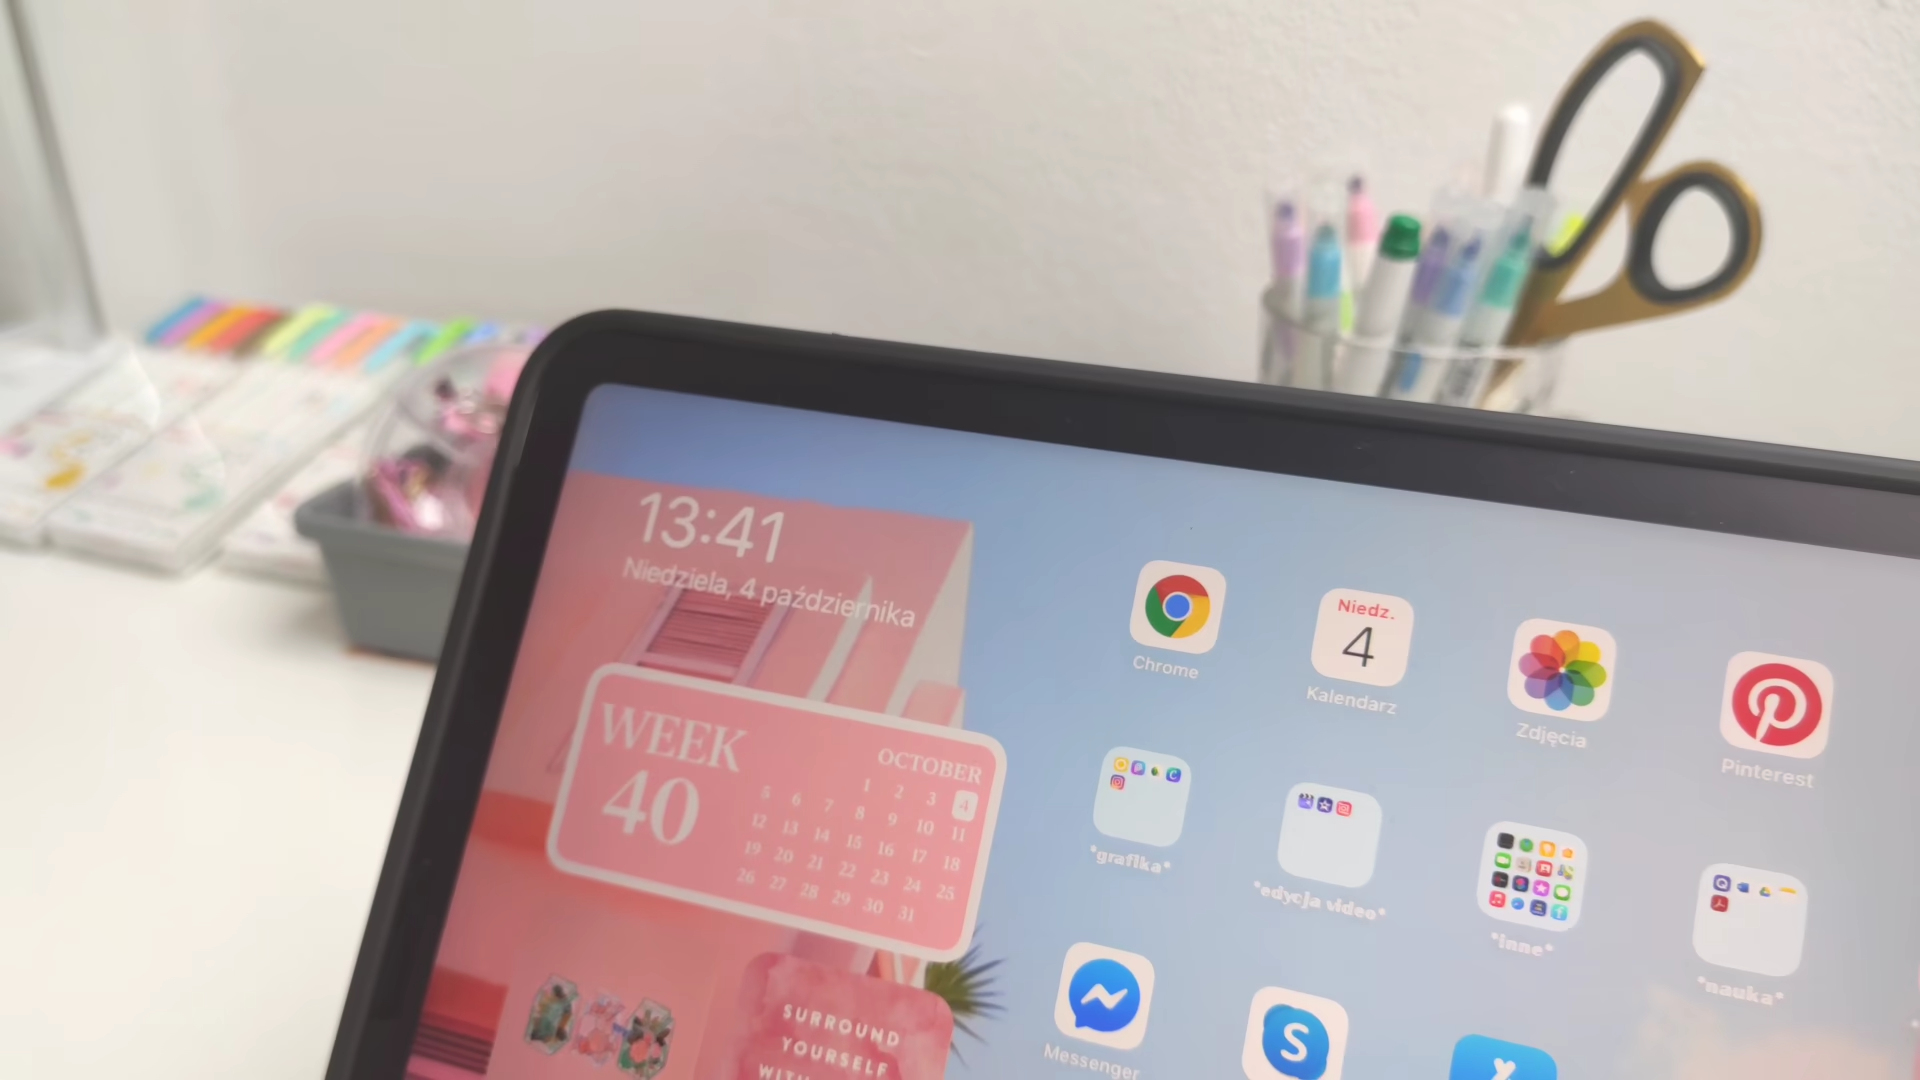 13:41
Niedziela, 4 października
WEEK
40
OCTOBER
1 2 3 4
5 6 7 8 9 10 11
12 13 14 15 16 17 18
19 20 21 22 23 24 25
26 27 28 29 30 31
SURROUND
YOURSELF
WITH
Chrome
Niedz.
4
Kalendarz
Zdjęcia
Pinterest
*grafika*
*edycja video*
*inne*
*nauka*
Messenger
S